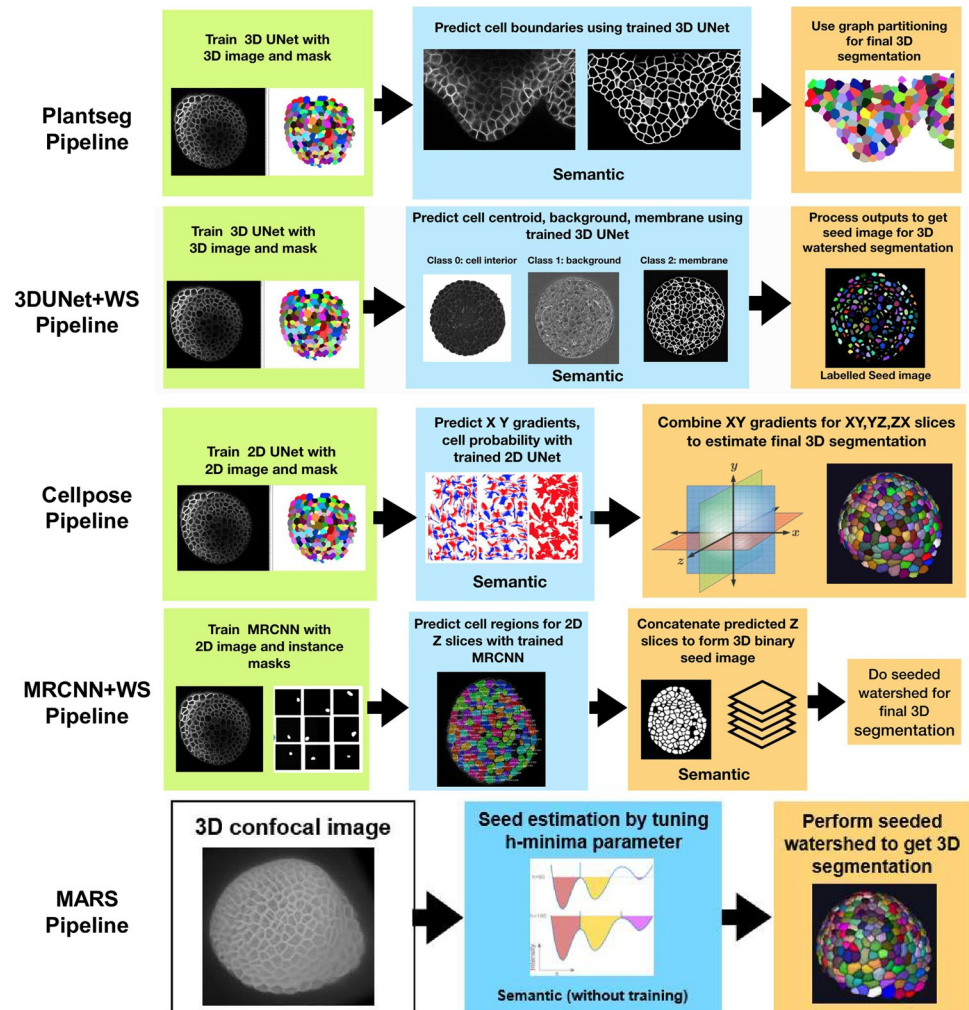 Plantseg
Pipeline
Train 3D UNet with
3D image and mask
Predict cell boundaries using trained 3D UNet
Semantic
Use graph partitioning
for final 3D
segmentation
3DUNet+WS
Pipeline
Train 3D UNet with
3D image and mask
Predict cell centroid, background, membrane using
trained 3D UNet
Class 0: cell interior
Class 1: background
Class 2: membrane
Semantic
Process outputs to get
seed image for 3D
watershed segmentation
Labelled Seed image
Cellpose
Pipeline
Train 2D UNet with
2D image and mask
Predict X Y gradients,
cell probability with
trained 2D UNet
Semantic
Combine XY gradients for XY,YZ,ZX slices
to estimate final 3D segmentation
y
x
z
MRCNN+WS
Pipeline
Train MRCNN with
2D image and instance
masks
Predict cell regions for 2D
Z slices with trained
MRCNN
Concatenate predicted Z
slices to form 3D binary
seed image
Semantic
Do seeded
watershed for
final 3D
segmentation
MARS
Pipeline
3D confocal image
Seed estimation by tuning
h-minima parameter
Intensity
Semantic (without training)
Perform seeded
watershed to get 3D
segmentation